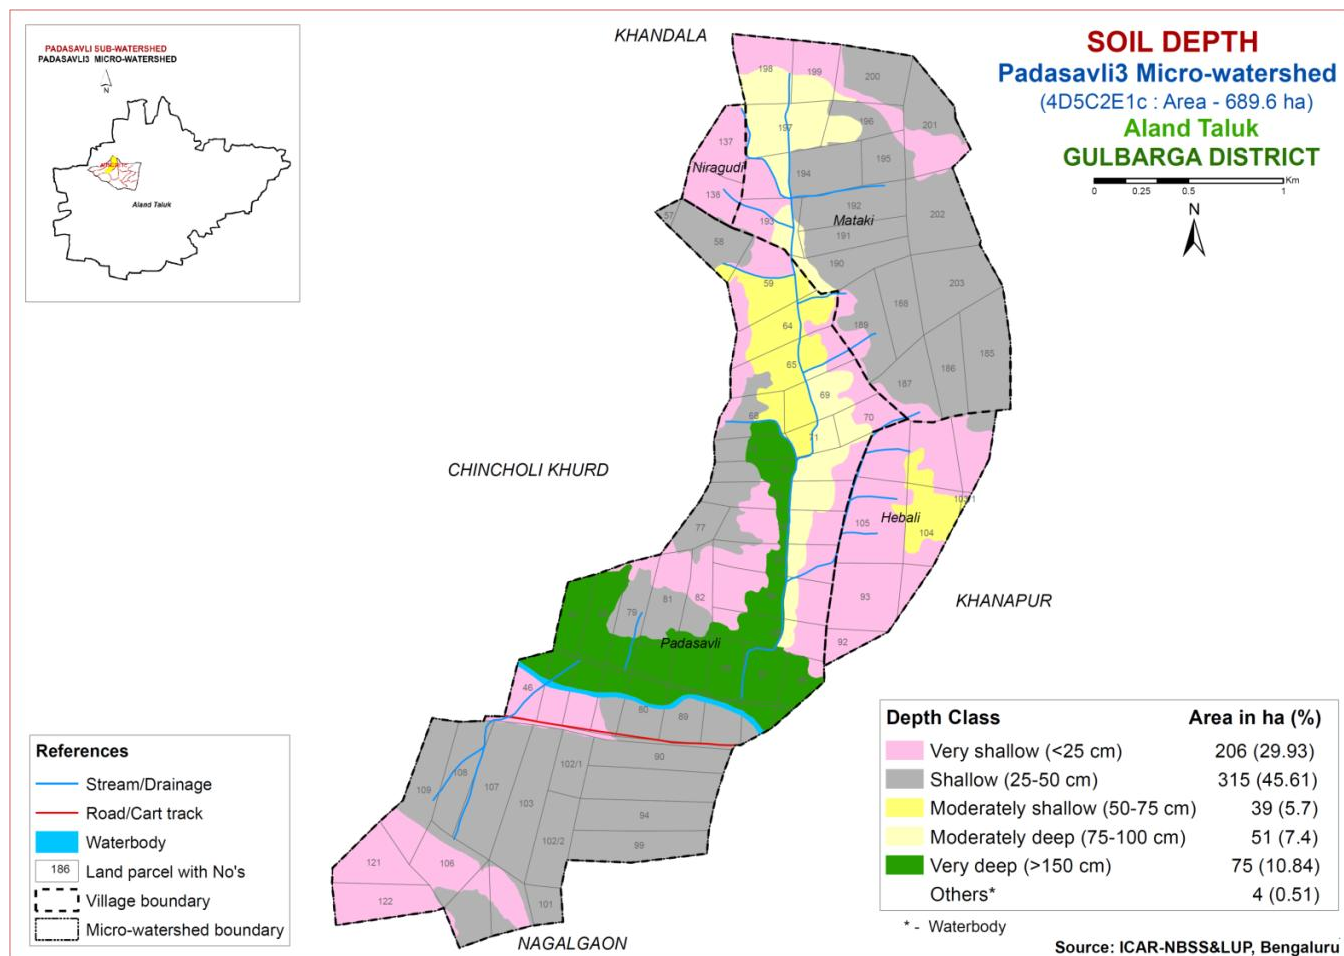 PADASAVLI SUB-WATERSHED
PADASAVLI3 MICRO-WATERSHED
N
Aland Taluk
SOIL DEPTH
Padasavli3 Micro-watershed
(4D5C2E1c : Area - 689.6 ha)
Aland Taluk
GULBARGA DISTRICT
0 0.25 0.5 1 Km
N
KHANDALA
198
199
200
201
196
197
137
195
Niragudi
194
138
192
202
57
193
Mataki
191
58
190
59
203
188
64
189
185
65
186
187
69
68
70
71
CHINCHOLI KHURD
103/1
Hebali
105
104
77
KHANAPUR
81
82
93
79
Padasavli
92
46
80
89
90
102/1
108
109
107
103
94
102/2
99
121
106
122
101
NAGALGAON
References
Stream/Drainage
Road/Cart track
Waterbody
186 Land parcel with No's
Village boundary
Micro-watershed boundary
Depth Class Area in ha (%)
Very shallow (<25 cm) 206 (29.93)
Shallow (25-50 cm) 315 (45.61)
Moderately shallow (50-75 cm) 39 (5.7)
Moderately deep (75-100 cm) 51 (7.4)
Very deep (>150 cm) 75 (10.84)
Others* 4 (0.51)
* - Waterbody
Source: ICAR-NBSS&LUP, Bengaluru